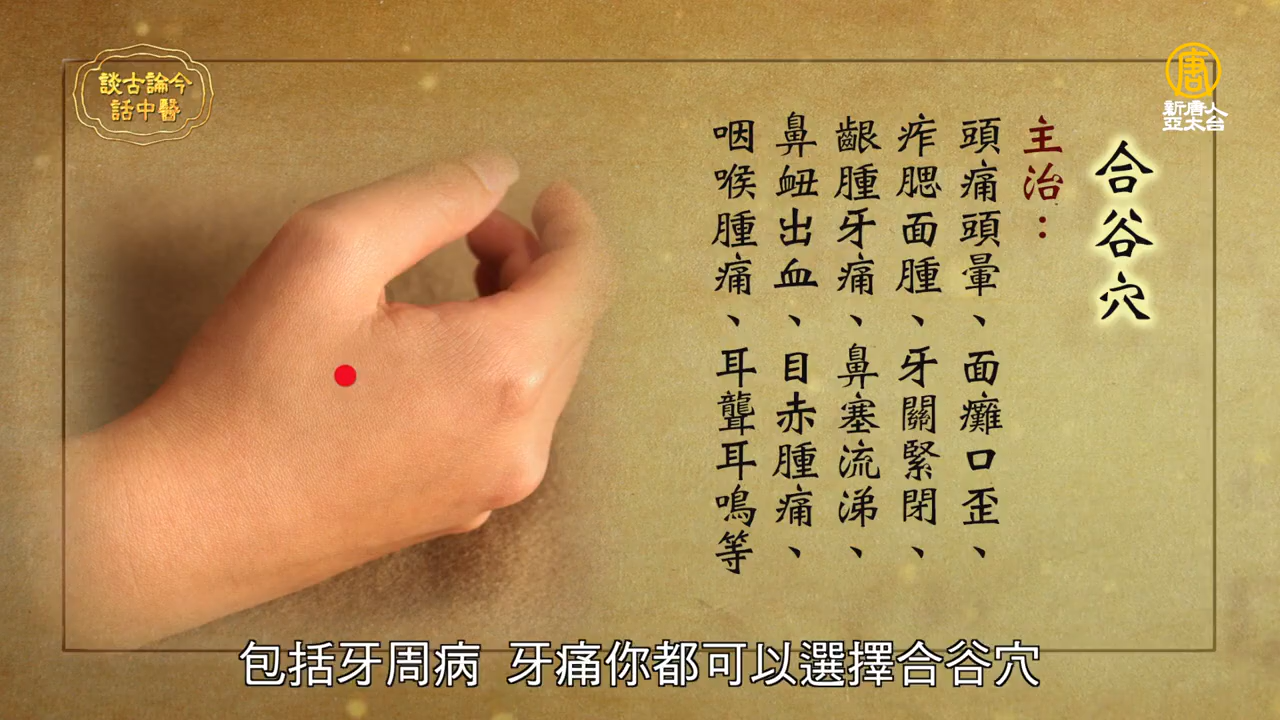 談古論今
話中醫
唐
新唐人
亞太台
合谷穴
主治：
頭痛頭暈、面癱口歪、
痄腮面腫、牙關緊閉、
齦腫牙痛、鼻塞流涕、
鼻衄出血、目赤腫痛、
咽喉腫痛、耳聾耳鳴等
包括牙周病 牙痛你都可以選擇合谷穴